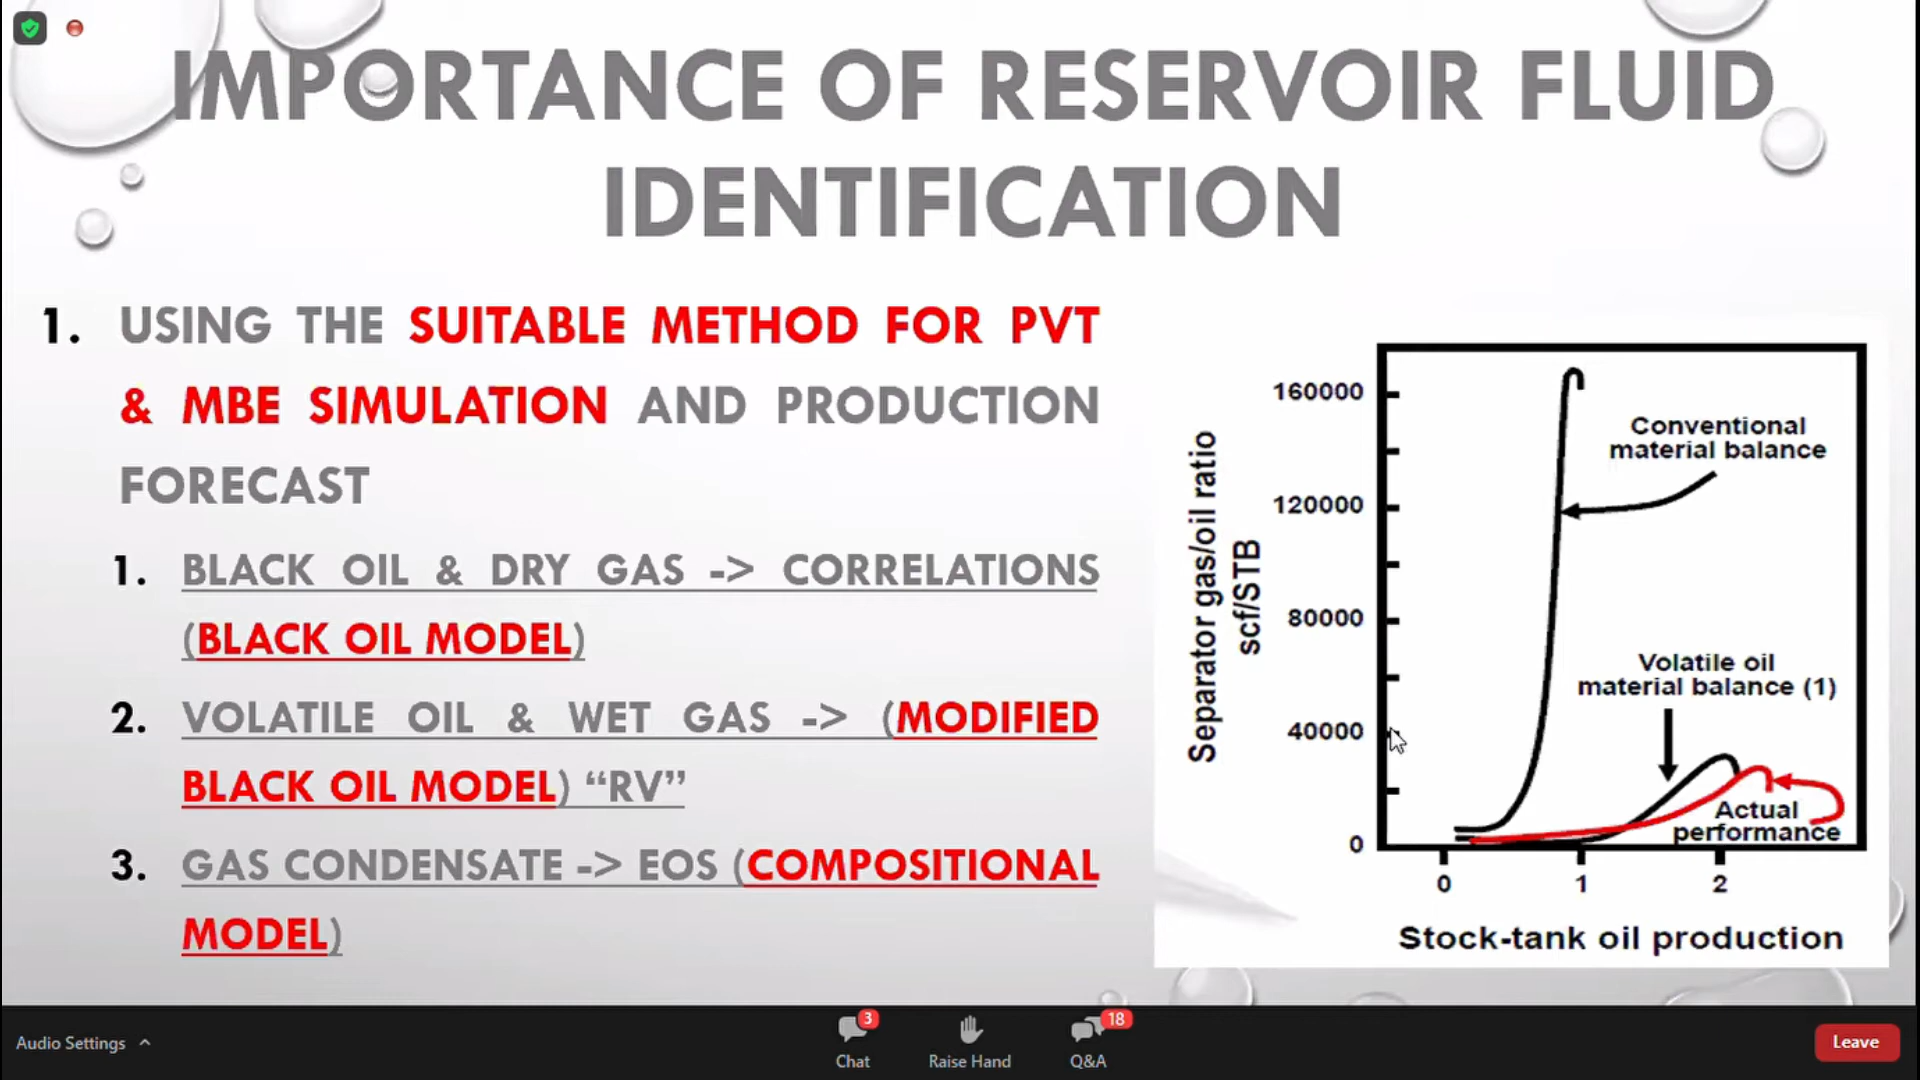 IMPORTANCE OF RESERVOIR FLUID
IDENTIFICATION
1. USING THE SUITABLE METHOD FOR PVT
& MBE SIMULATION AND PRODUCTION
FORECAST
1. BLACK OIL & DRY GAS -> CORRELATIONS
(BLACK OIL MODEL)
2. VOLATILE OIL & WET GAS -> (MODIFIED
BLACK OIL MODEL) “RV”
3. GAS CONDENSATE -> EOS (COMPOSITIONAL
MODEL)
Separator gas/oil ratio
scf/STB
160000
120000
80000
40000
0
Conventional
material balance
Volatile oil
material balance (1)
Actual
performance
0 1 2
Stock-tank oil production
Audio Settings
3
Chat
Raise Hand
18
Q&A
Leave